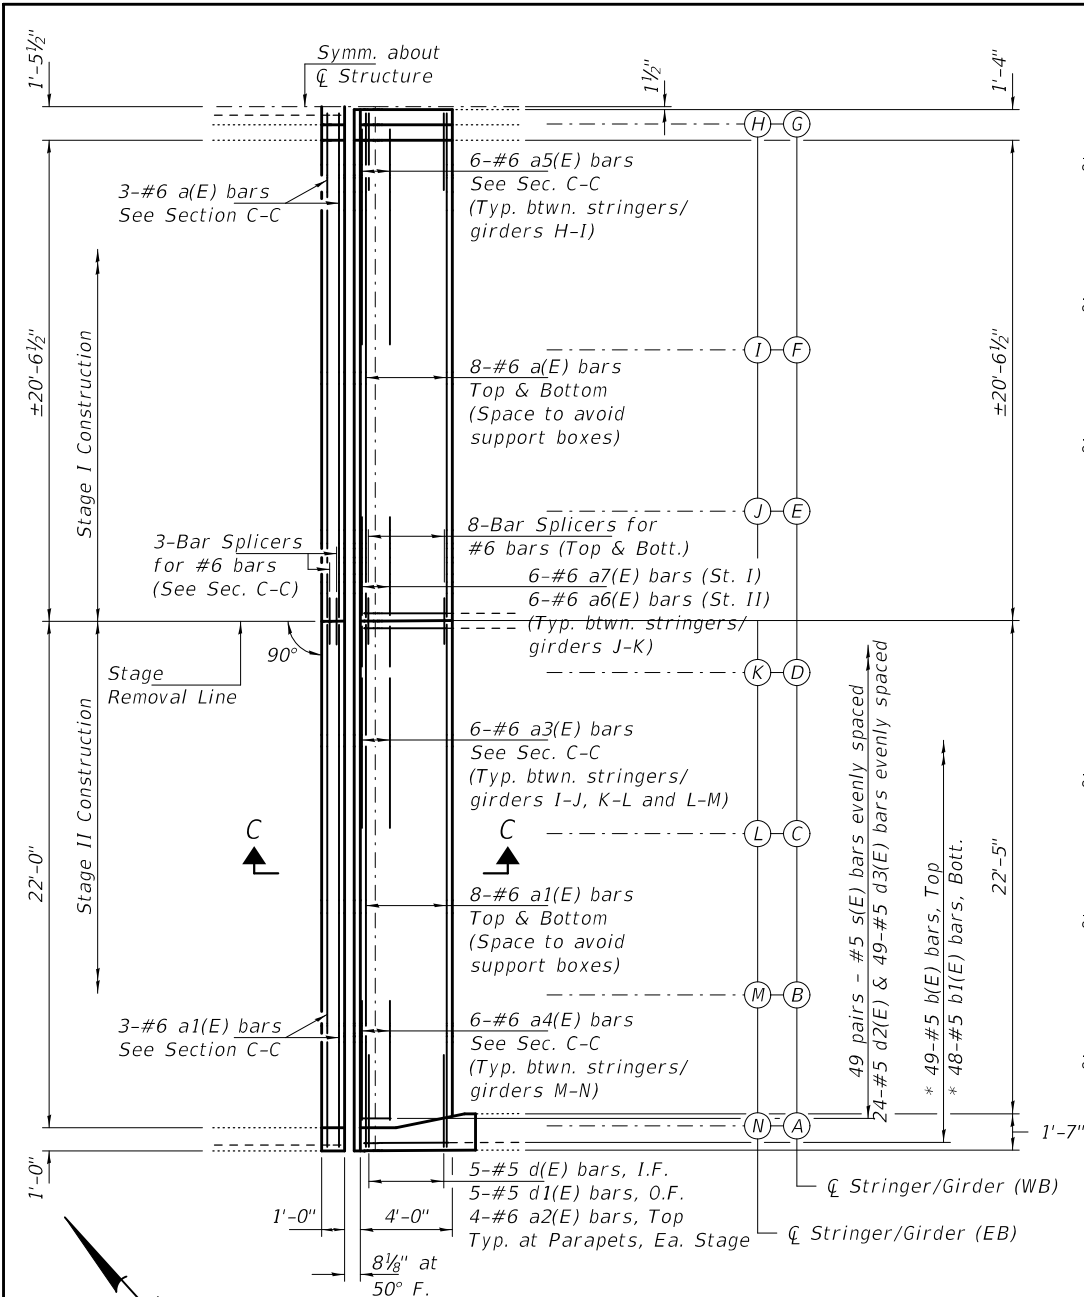 Symm. about
℄ Structure
1'-5½"
1½"
1'-4"
H
G
6-#6 a5(E) bars
See Sec. C-C
(Typ. btwn. stringers/
girders H-I)
3-#6 a(E) bars
See Section C-C
±20'-6½"
Stage I Construction
I
F
±20'-6½"
8-#6 a(E) bars
Top & Bottom
(Space to avoid
support boxes)
J
E
8-Bar Splicers for
#6 bars (Top & Bott.)
3-Bar Splicers
for #6 bars
(See Sec. C-C)
6-#6 a7(E) bars (St. I)
6-#6 a6(E) bars (St. II)
(Typ. btwn. stringers/
girders J-K)
90°
Stage
Removal Line
K
D
6-#6 a3(E) bars
See Sec. C-C
(Typ. btwn. stringers/
girders I-J, K-L and L-M)
Stage II Construction
22'-0"
C
C
L
C
49 pairs - #5 s(E) bars evenly spaced
24-#5 d2(E) & 49-#5 d3(E) bars evenly spaced
* 49-#5 b(E) bars, Top
* 48-#5 b1(E) bars, Bott.
22'-5"
8-#6 a1(E) bars
Top & Bottom
(Space to avoid
support boxes)
M
B
3-#6 a1(E) bars
See Section C-C
6-#6 a4(E) bars
See Sec. C-C
(Typ. btwn. stringers/
girders M-N)
N
A
1'-7"
1'-0"
5-#5 d(E) bars, I.F.
5-#5 d1(E) bars, O.F.
4-#6 a2(E) bars, Top
Typ. at Parapets, Ea. Stage
℄ Stringer/Girder (WB)
℄ Stringer/Girder (EB)
1'-0"
4'-0"
8⅛" at
50° F.